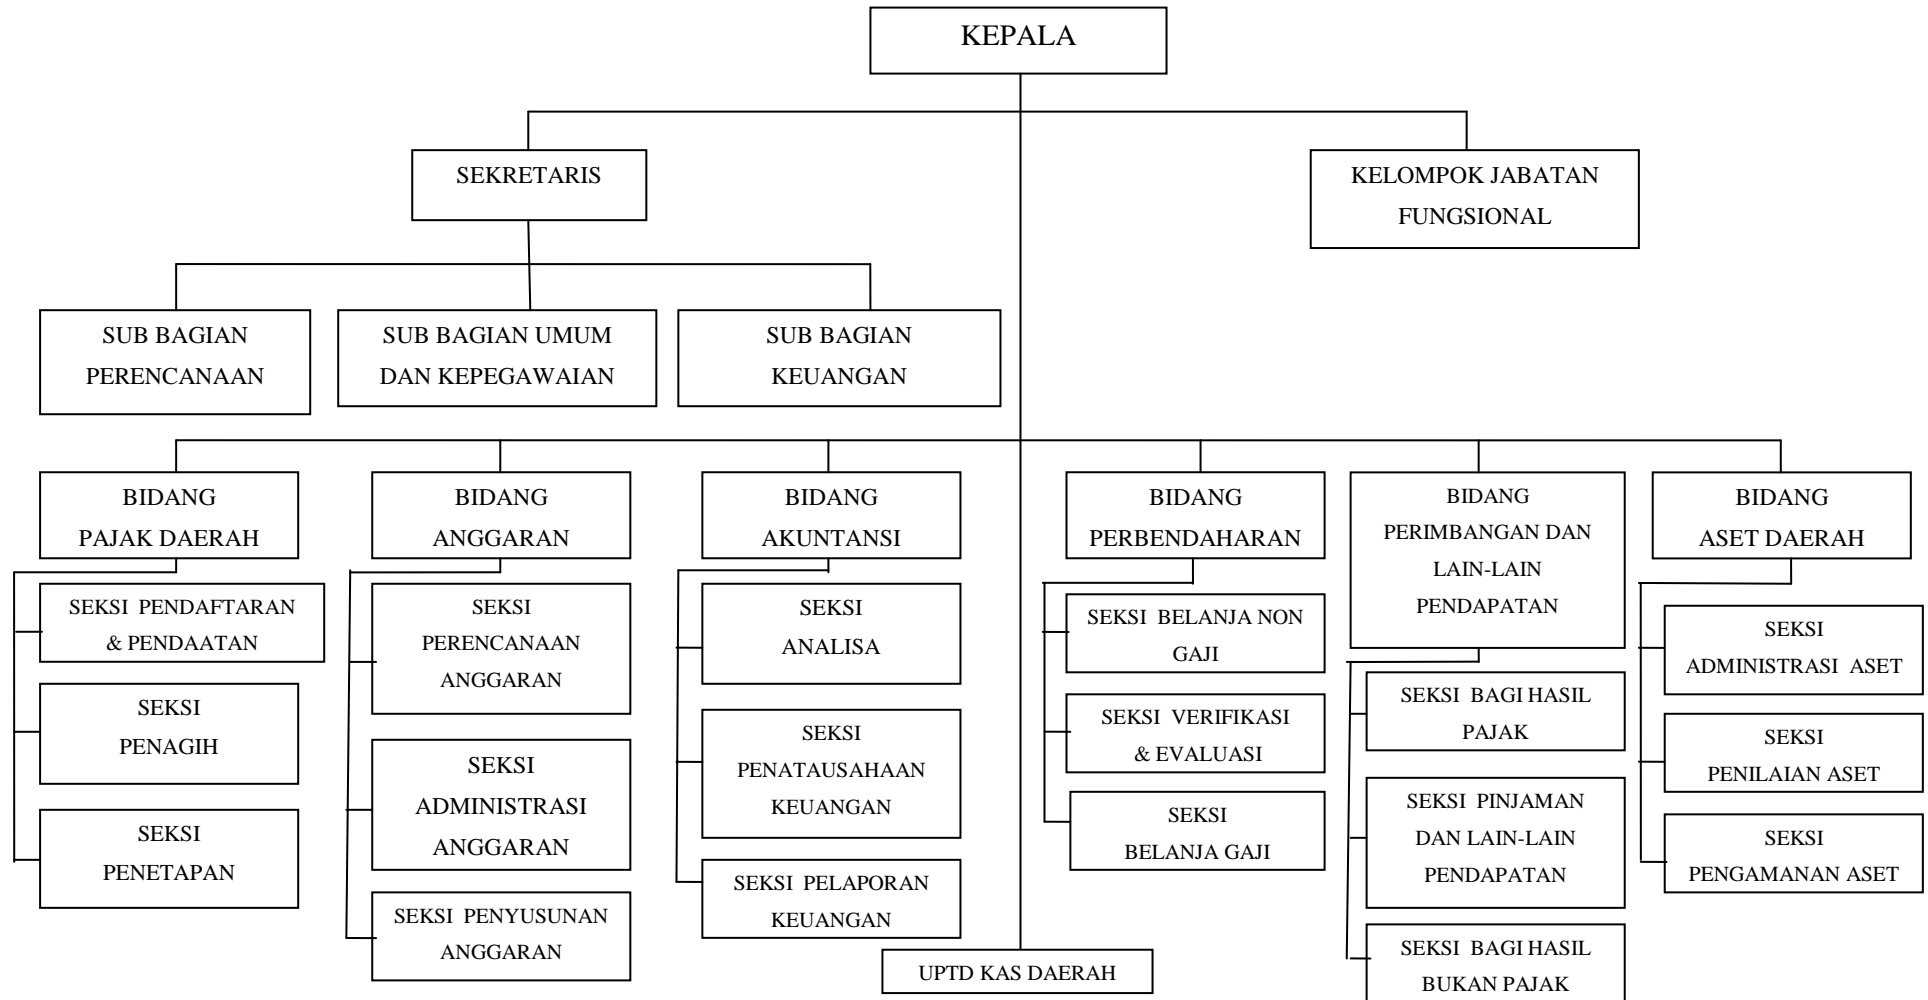 KEPALA
SEKRETARIS
KELOMPOK JABATAN
FUNGSIONAL
SUB BAGIAN
PERENCANAAN
SUB BAGIAN UMUM
DAN KEPEGAWAIAN
SUB BAGIAN
KEUANGAN
BIDANG
PAJAK DAERAH
SEKSI PENDAFTARAN
& PENDAATAN
SEKSI
PENAGIH
SEKSI
PENETAPAN
BIDANG
ANGGARAN
SEKSI
PERENCANAAN
ANGGARAN
SEKSI
ADMINISTRASI
ANGGARAN
SEKSI PENYUSUNAN
ANGGARAN
BIDANG
AKUNTANSI
SEKSI
ANALISA
SEKSI
PENATAUSAHAAN
KEUANGAN
SEKSI PELAPORAN
KEUANGAN
UPTD KAS DAERAH
BIDANG
PERBENDAHARAN
SEKSI BELANJA NON
GAJI
SEKSI VERIFIKASI
& EVALUASI
SEKSI
BELANJA GAJI
BIDANG
PERIMBANGAN DAN
LAIN-LAIN
PENDAPATAN
SEKSI BAGI HASIL
PAJAK
SEKSI PINJAMAN
DAN LAIN-LAIN
PENDAPATAN
SEKSI BAGI HASIL
BUKAN PAJAK
BIDANG
ASET DAERAH
SEKSI
ADMINISTRASI ASET
SEKSI
PENILAIAN ASET
SEKSI
PENGAMANAN ASET